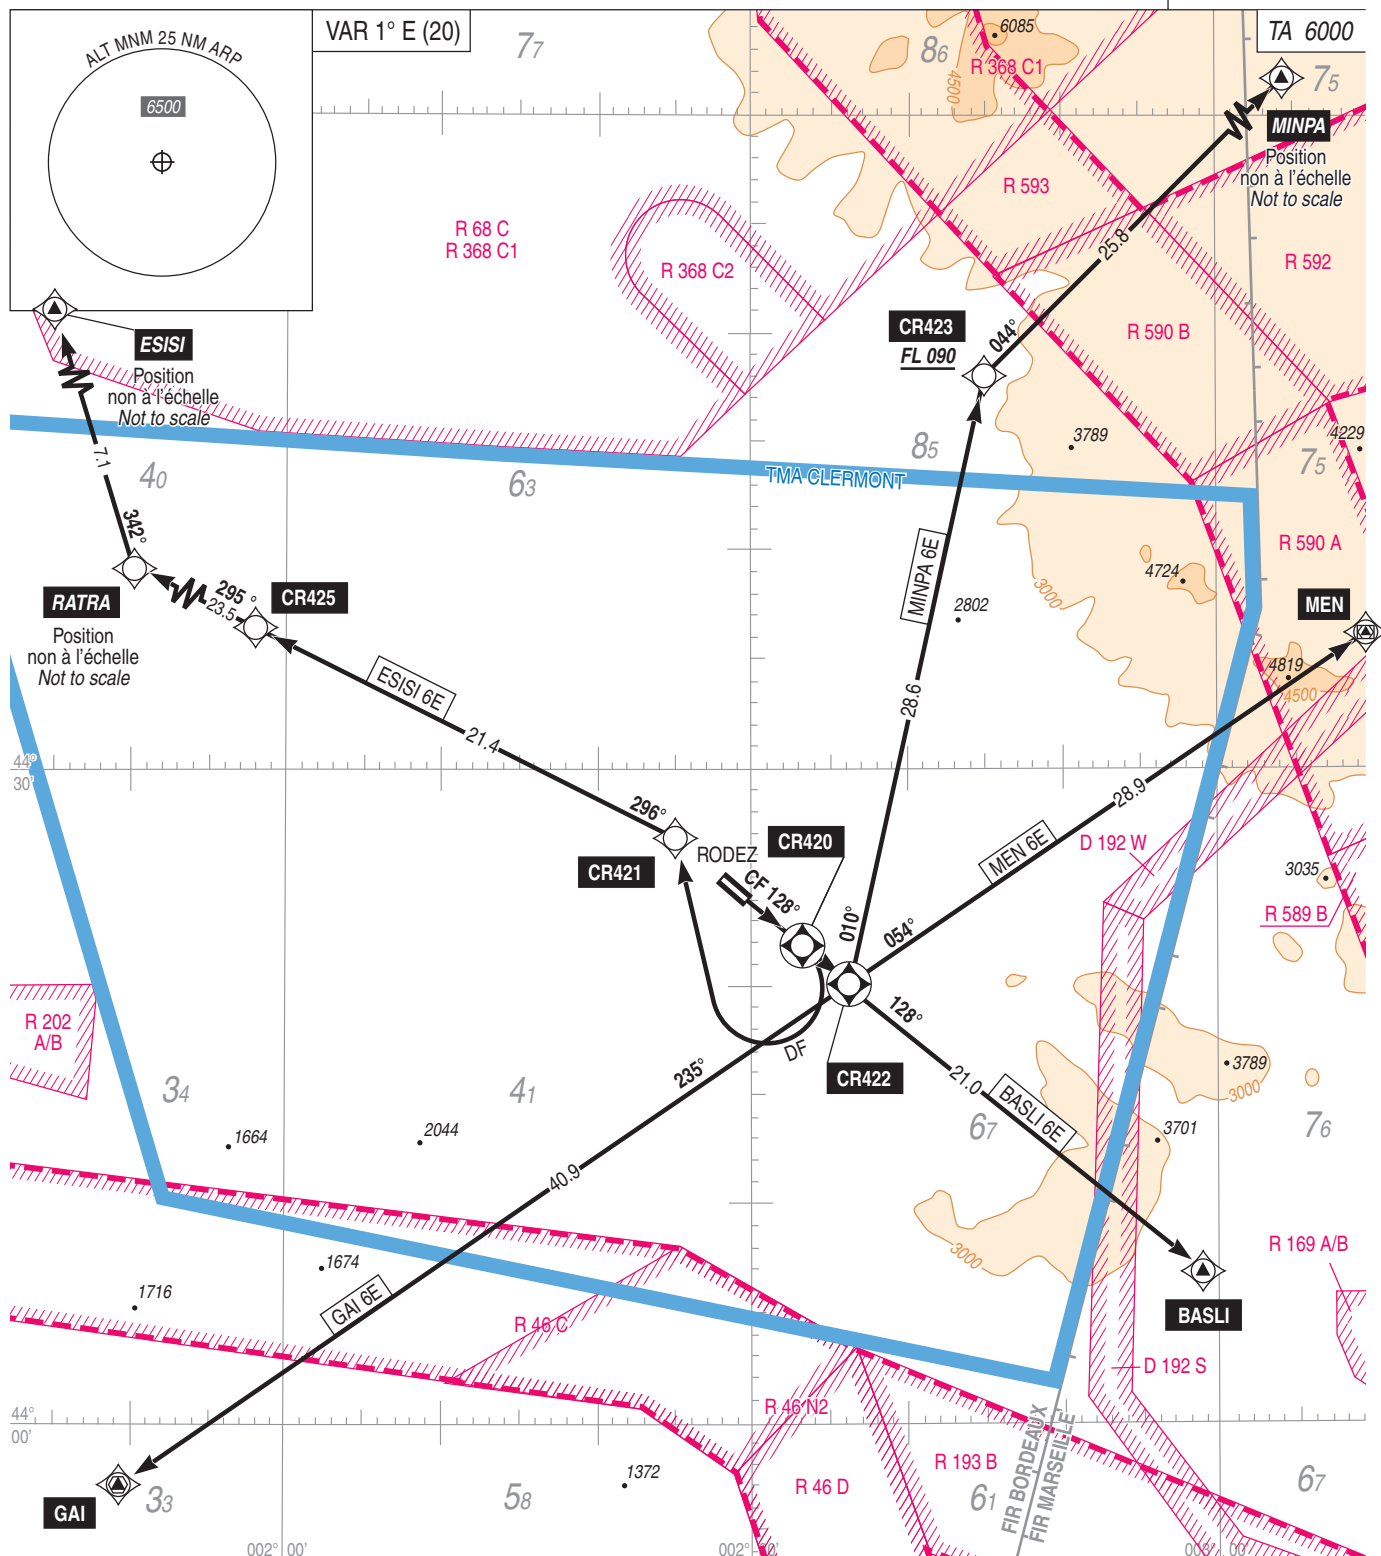 ALT MNM 25 NM ARP
6500
VAR 1° E (20)
77
86
6085
4500
R 368 C1
TA 6000
75
MINPA
Position
non à l'échelle
Not to scale
R 593
25.8
R 592
R 68 C
R 368 C1
R 368 C2
ESISI
Position
non à l'échelle
Not to scale
CR423
FL 090
044°
R 590 B
7.1
40
63
85
3789
4229
75
TMA CLERMONT
342°
R 590 A
MINPA 6E
4724
3000
RATRA
Position
non à l'échelle
Not to scale
295°
23.5
CR425
2802
MEN
4819
4500
ESISI 6E
28.6
21.4
44°
30'
28.9
296°
CR421
RODEZ
CF 128°
CR420
MEN 6E
D 192 W
3035
R 589 B
010°
054°
128°
R 202
A/B
DF
CR422
235°
21.0
3789
3000
34
41
67
BASLI 6E
3701
76
1664
2044
40.9
3000
R 169 A/B
1674
1716
GAI 6E
R 46 C
BASLI
D 192 S
44°
00'
R 46 N2
FIR BORDEAUX
FIR MARSEILLE
1372
R 193 B
R 46 D
GAI
33
58
61
67
002° 00'
003° 00'